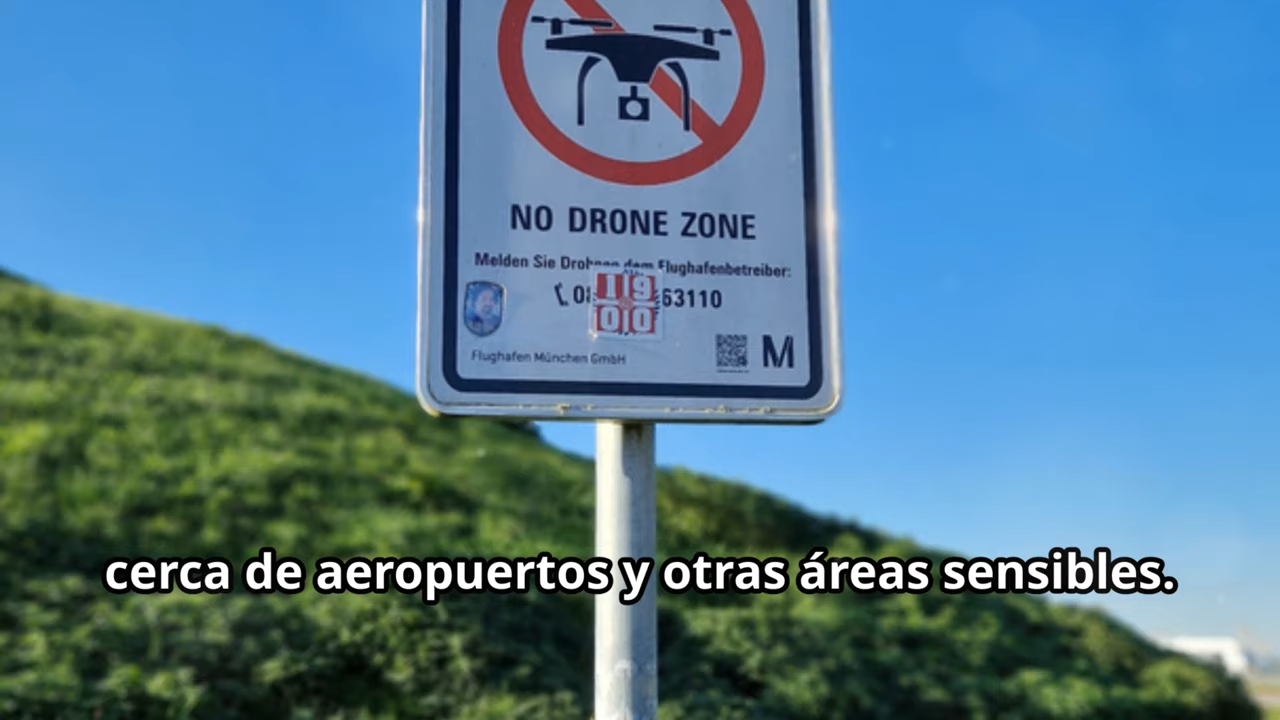 NO DRONE ZONE
Melden Sie Drohnen dem Flughafenbetreiber:
08 63110
19
00
Flughafen München GmbH
M
cerca de aeropuertos y otras áreas sensibles.